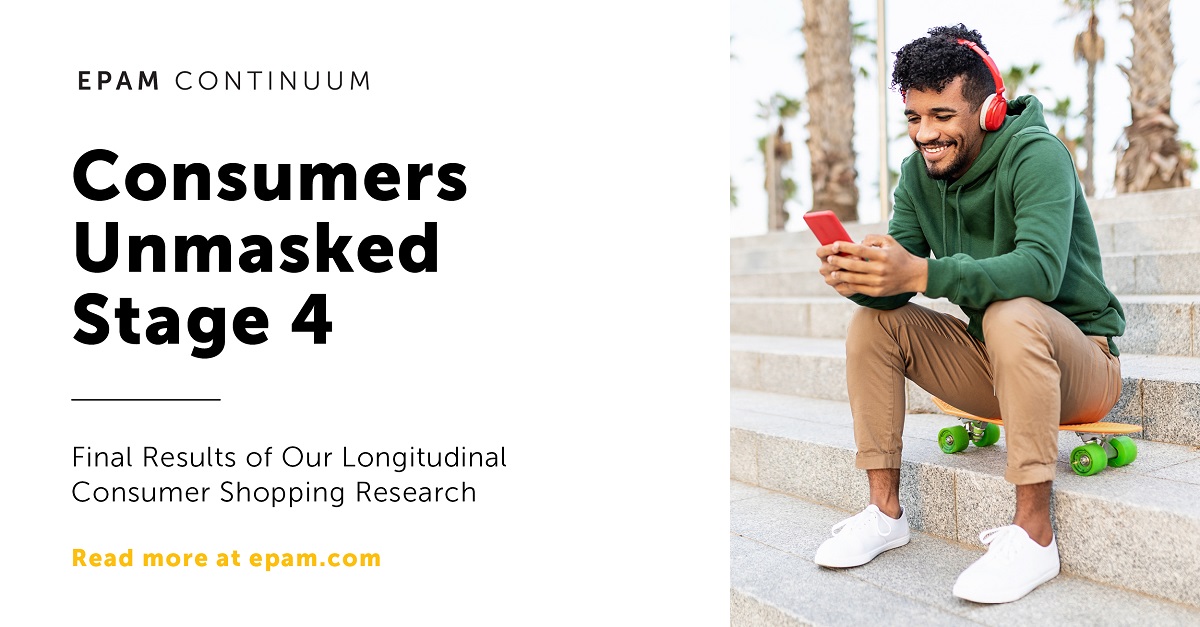 EPAM CONTINUUM
Consumers
Unmasked
Stage 4
Final Results of Our Longitudinal
Consumer Shopping Research
Read more at epam.com